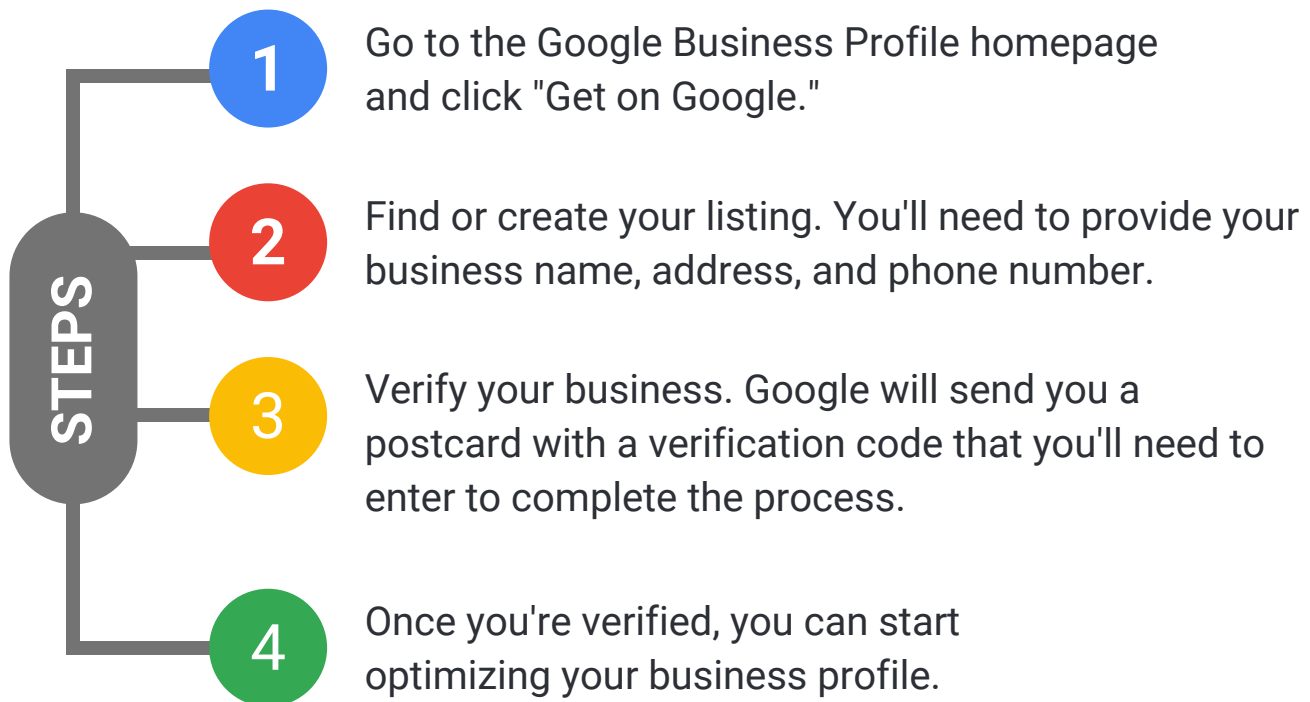 STEPS
1
Go to the Google Business Profile homepage
and click "Get on Google."
2
Find or create your listing. You'll need to provide your
business name, address, and phone number.
3
Verify your business. Google will send you a
postcard with a verification code that you'll need to
enter to complete the process.
4
Once you're verified, you can start
optimizing your business profile.